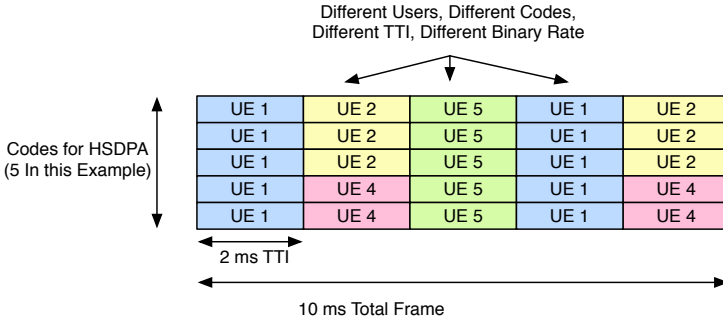 Different Users, Different Codes,
Different TTI, Different Binary Rate
UE 1 UE 2 UE 5 UE 1 UE 2
Codes for HSDPA
(5 In this Example)
UE 1 UE 2 UE 5 UE 1 UE 2
UE 1 UE 2 UE 5 UE 1 UE 2
UE 1 UE 4 UE 5 UE 1 UE 4
UE 1 UE 4 UE 5 UE 1 UE 4
2 ms TTI
10 ms Total Frame